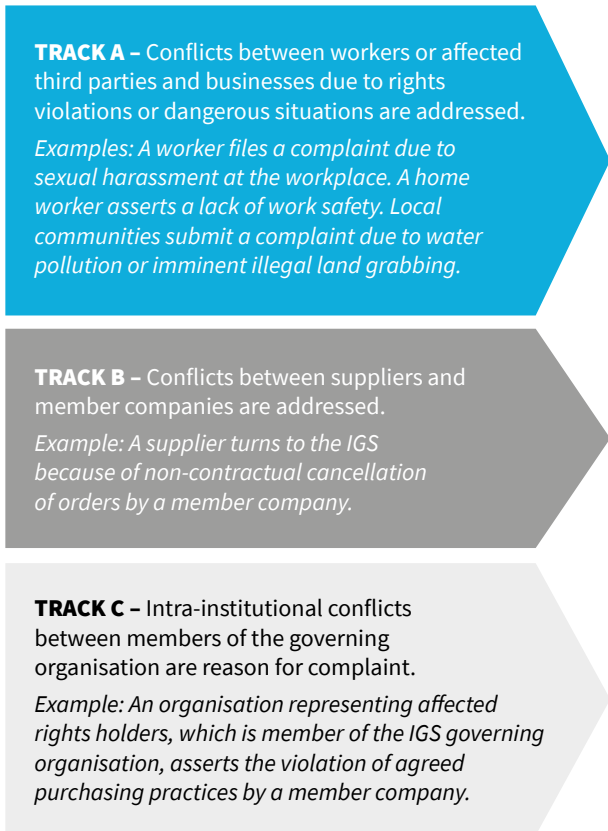 TRACK A – Conflicts between workers or affected
third parties and businesses due to rights
violations or dangerous situations are addressed.
Examples: A worker files a complaint due to
sexual harassment at the workplace. A home
worker asserts a lack of work safety. Local
communities submit a complaint due to water
pollution or imminent illegal land grabbing.
TRACK B – Conflicts between suppliers and
member companies are addressed.
Example: A supplier turns to the IGS
because of non-contractual cancellation
of orders by a member company.
TRACK C – Intra-institutional conflicts
between members of the governing
organisation are reason for complaint.
Example: An organisation representing affected
rights holders, which is member of the IGS governing
organisation, asserts the violation of agreed
purchasing practices by a member company.